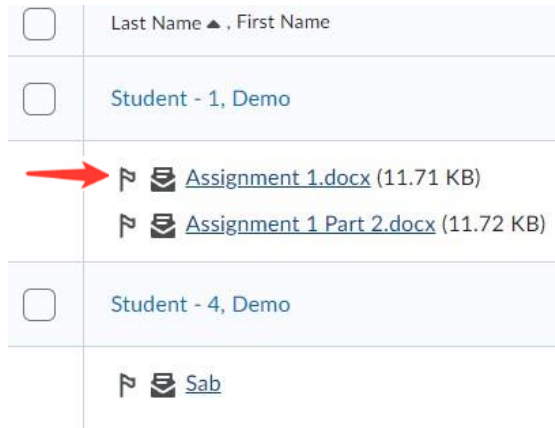 Last Name ▲ , First Name
Student - 1, Demo
Assignment 1.docx (11.71 KB)
Assignment 1 Part 2.docx (11.72 KB)
Student - 4, Demo
Sab